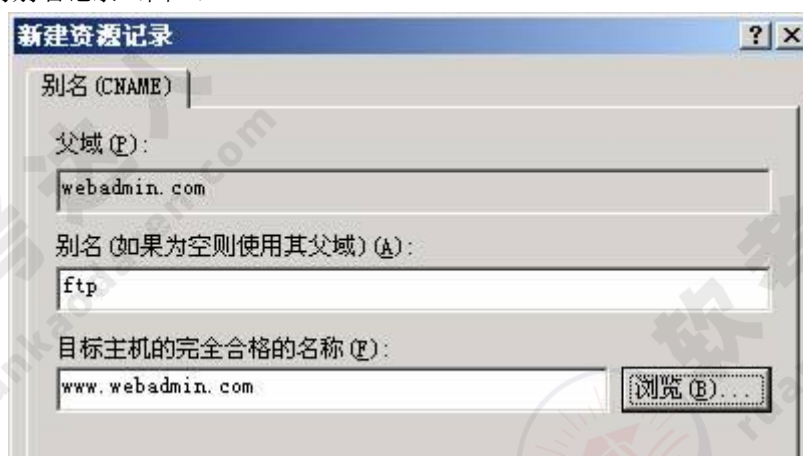 新建资源记录
别名(CNAME)
父域(P):
webadmin.com
别名(如果为空则使用其父域)(A):
ftp
目标主机的完全合格的名称(F):
www.webadmin.com
浏览(B)...